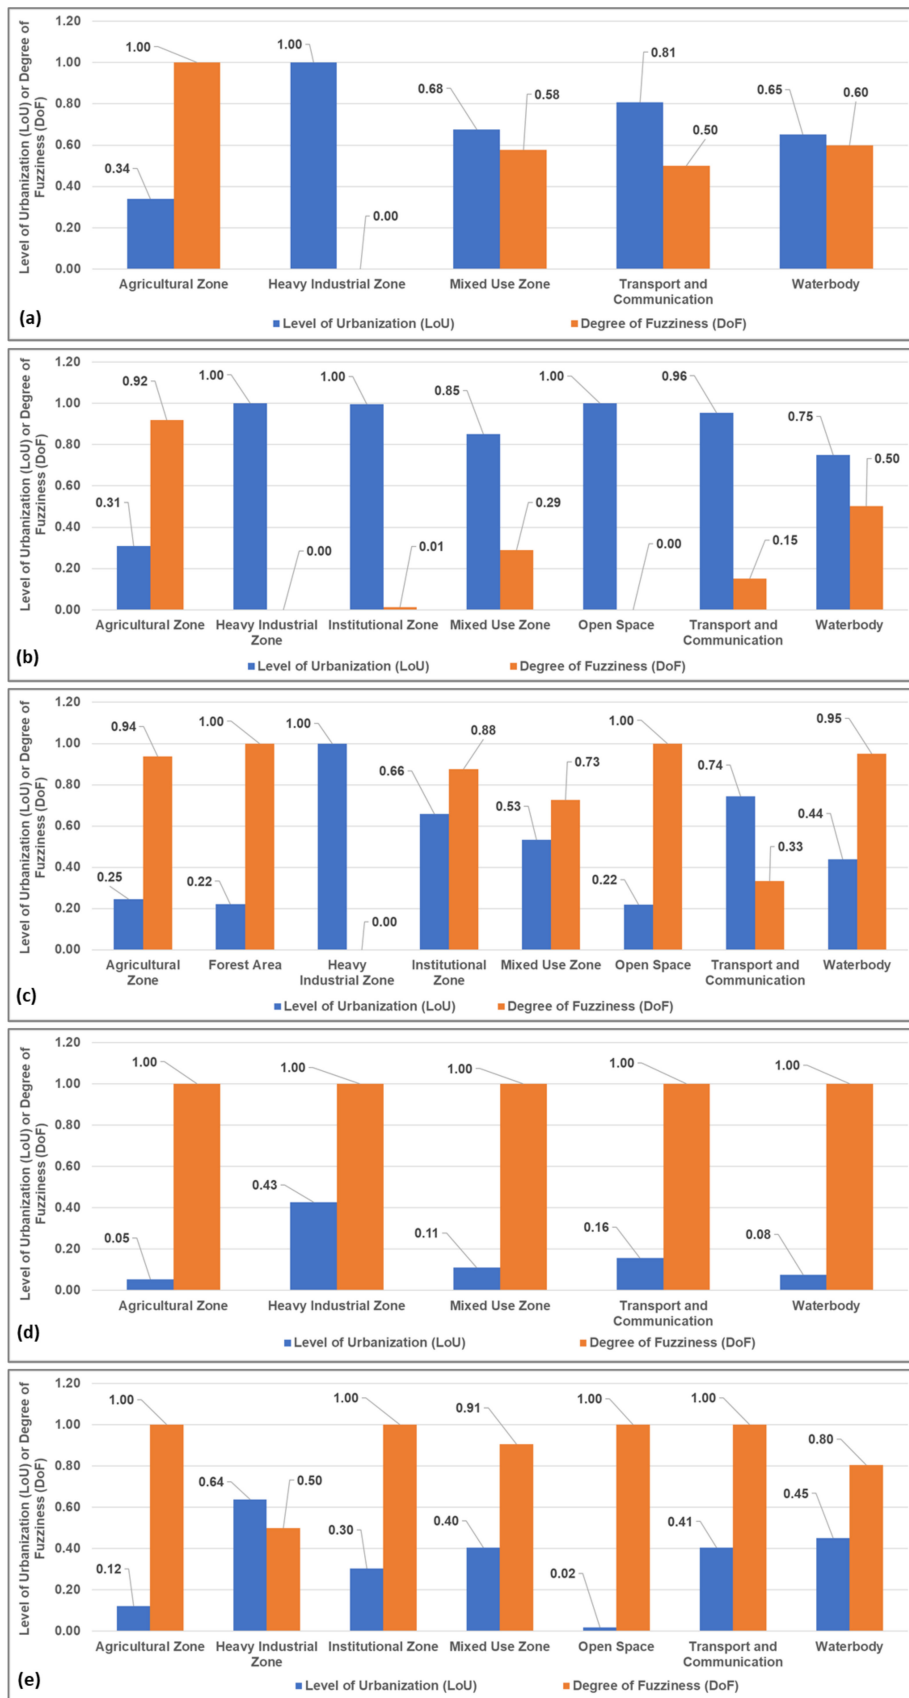 Level of Urbanization (LoU) or Degree of
Fuzziness (DoF)
1.20
1.00
0.80
0.60
0.40
0.20
0.00
0.34
1.00
1.00
0.00
0.68
0.58
0.81
0.50
0.65
0.60
Agricultural Zone
Heavy Industrial Zone
Mixed Use Zone
Transport and
Communication
Waterbody
(a)
Level of Urbanization (LoU)
Degree of Fuzziness (DoF)
Level of Urbanization (LoU) or Degree of
Fuzziness (DoF)
1.20
1.00
0.80
0.60
0.40
0.20
0.00
0.31
0.92
1.00
0.00
1.00
0.01
0.85
0.29
1.00
0.00
0.96
0.15
0.75
0.50
Agricultural Zone
Heavy Industrial
Zone
Institutional Zone
Mixed Use Zone
Open Space
Transport and
Communication
Waterbody
(b)
Level of Urbanization (LoU)
Degree of Fuzziness (DoF)
Level of Urbanization (LoU) or Degree of
Fuzziness (DoF)
1.20
1.00
0.80
0.60
0.40
0.20
0.00
0.25
0.94
0.22
1.00
1.00
0.00
0.66
0.88
0.53
0.73
0.22
1.00
0.74
0.33
0.44
0.95
Agricultural
Zone
Forest Area
Heavy
Industrial Zone
Institutional
Zone
Mixed Use Zone
Open Space
Transport and
Communication
Waterbody
(c)
Level of Urbanization (LoU)
Degree of Fuzziness (DoF)
Level of Urbanization (LoU) or Degree of
Fuzziness (DoF)
1.20
1.00
0.80
0.60
0.40
0.20
0.00
0.05
1.00
0.43
1.00
0.11
1.00
0.16
1.00
0.08
1.00
Agricultural Zone
Heavy Industrial Zone
Mixed Use Zone
Transport and
Communication
Waterbody
(d)
Level of Urbanization (LoU)
Degree of Fuzziness (DoF)
Level of Urbanization (LoU) or Degree of
Fuzziness (DoF)
1.20
1.00
0.80
0.60
0.40
0.20
0.00
0.12
1.00
0.64
0.50
0.30
1.00
0.40
0.91
0.02
1.00
0.41
1.00
0.45
0.80
Agricultural Zone
Heavy Industrial
Zone
Institutional Zone
Mixed Use Zone
Open Space
Transport and
Communication
Waterbody
(e)
Level of Urbanization (LoU)
Degree of Fuzziness (DoF)